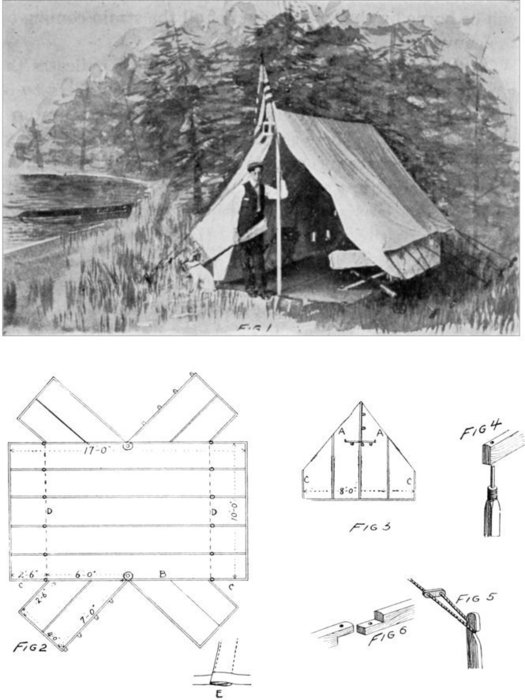 FIG 1
17'-0"
A A
C C
8'-0"
FIG 3
FIG 4
D D
10'-0"
2'-6" 6'-0" B
C C
2'-6"
7'-0"
4'-0"
FIG 2
E
FIG 5
FIG 6